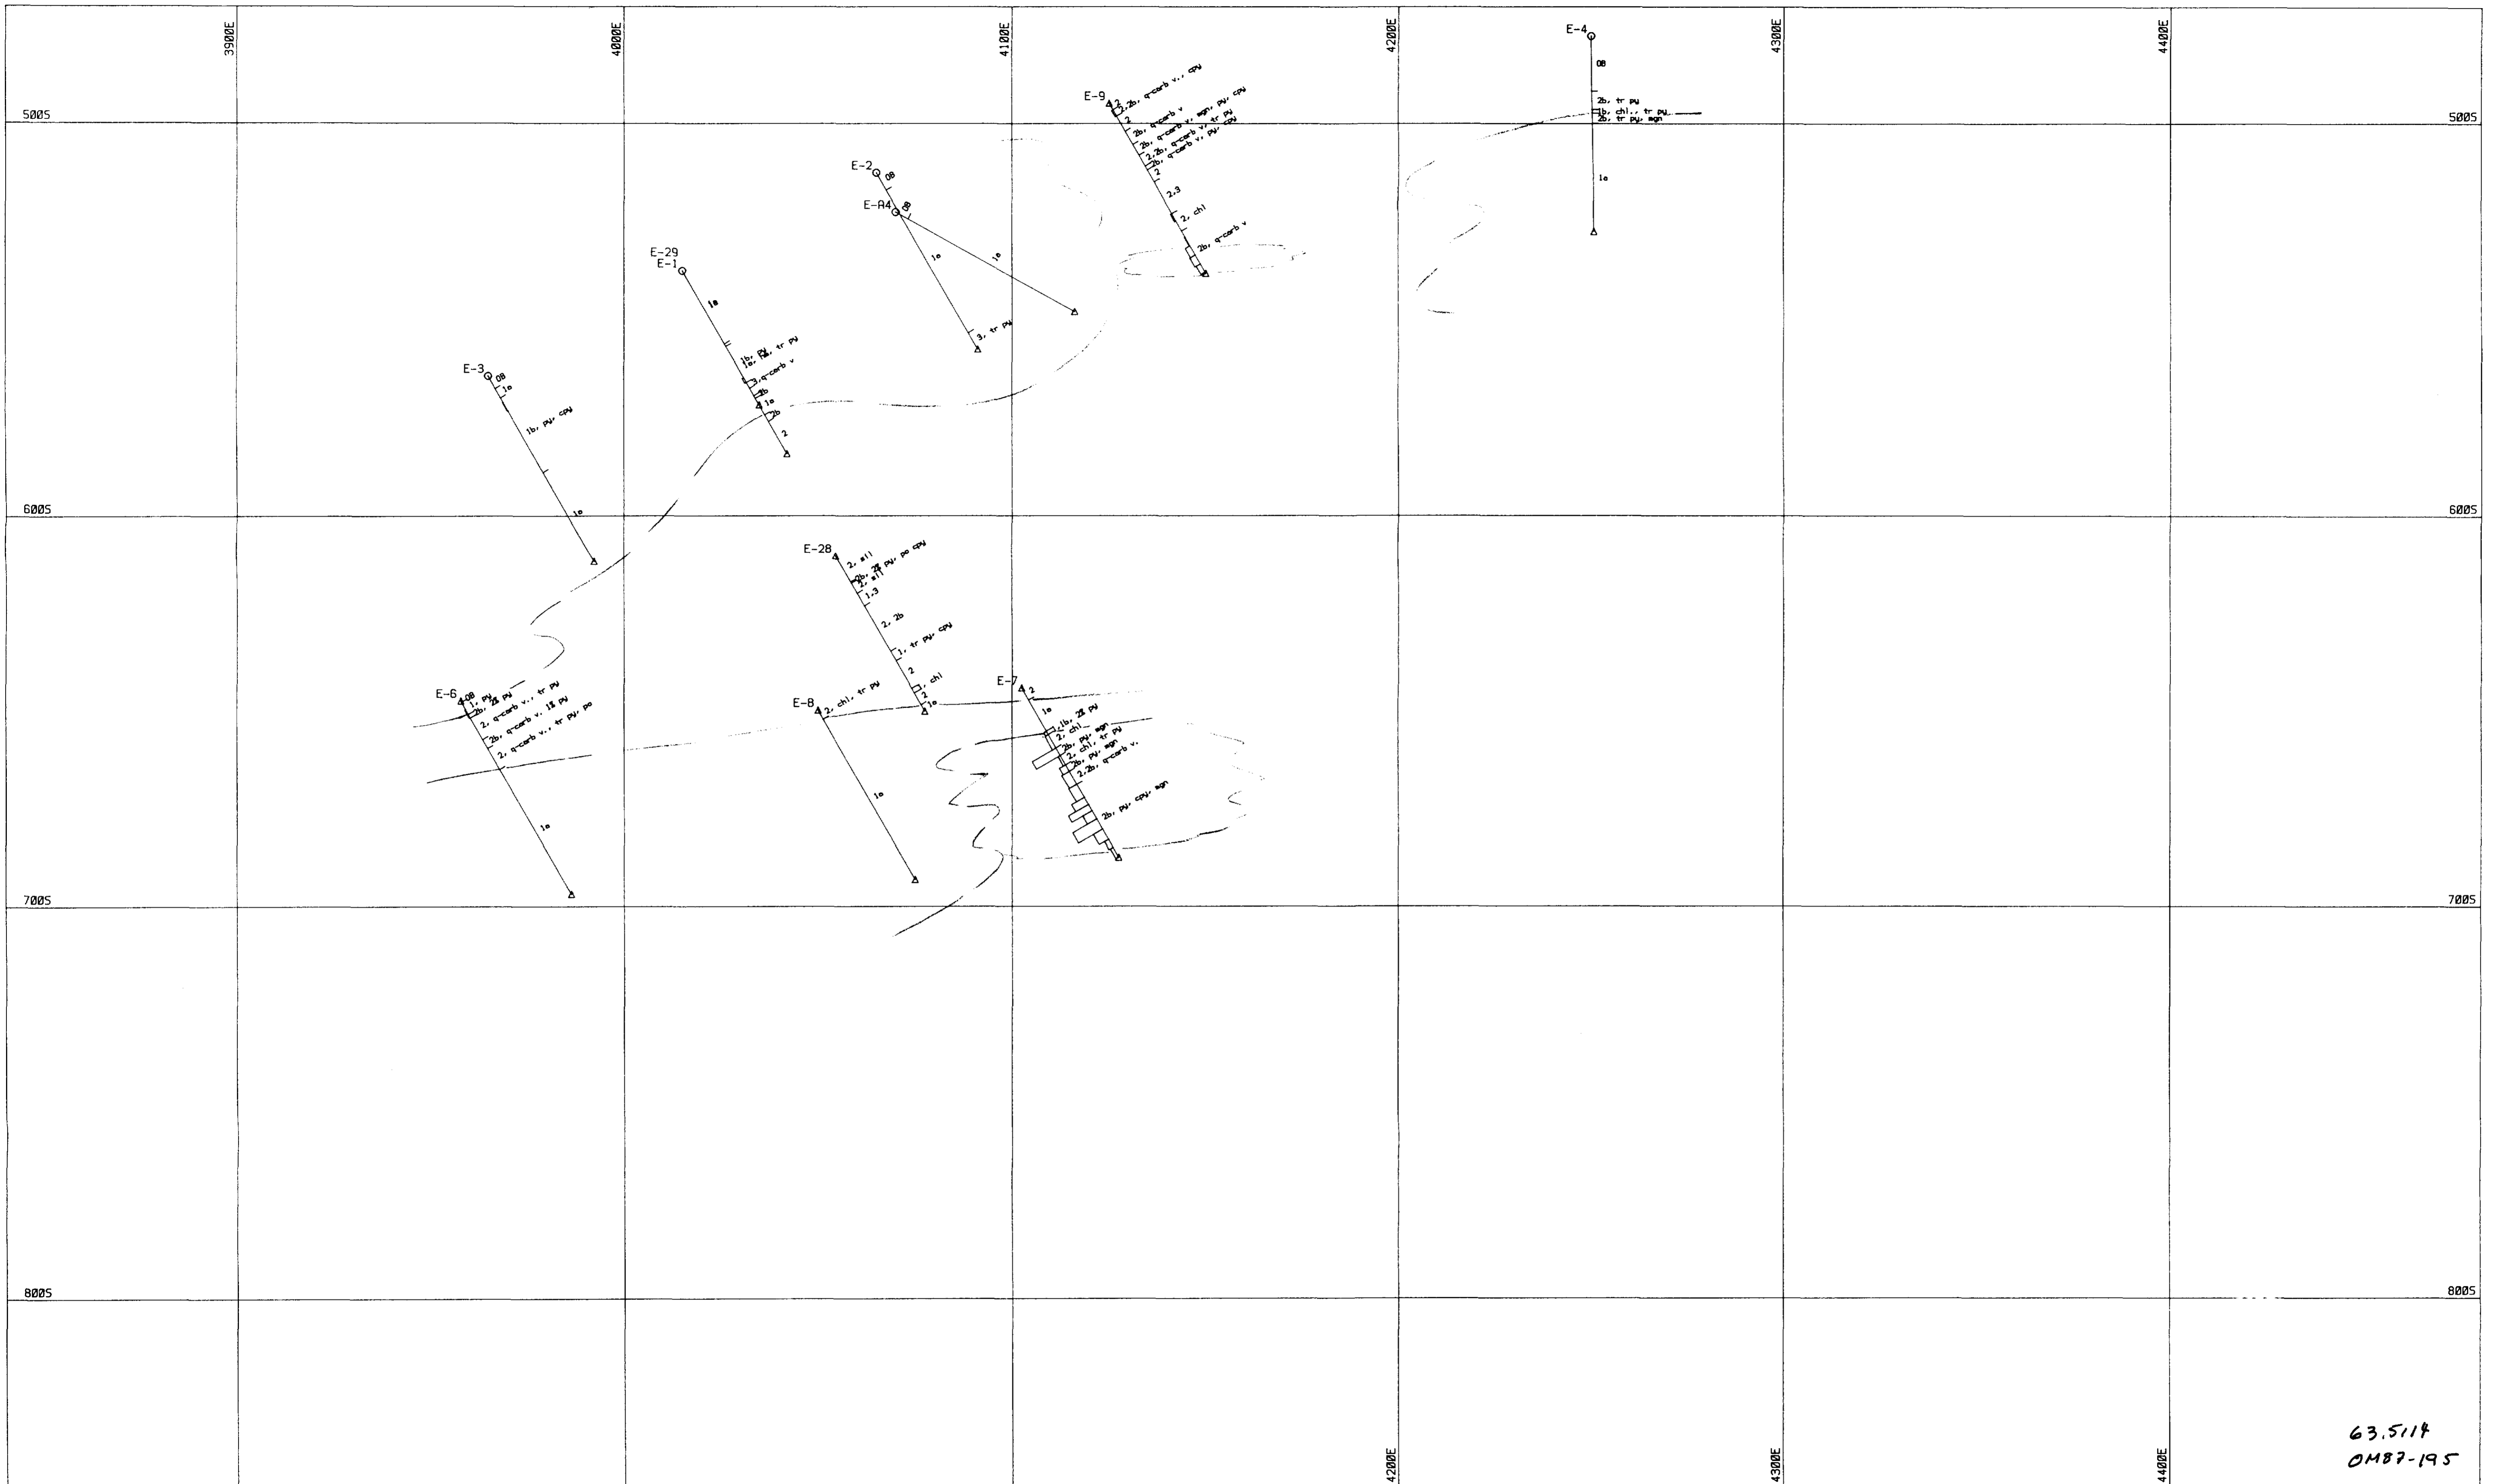 3900E
4000E
4100E
4200E
4300E
4400E
500S
500S
E-4
OB
2b, tr py
1b, chl., tr py
2b, tr py, mgn
1a
E-9
2
2,2b, q-carb v., cpy
2
2b, q-carb v
2b, q-carb v, mgn, py, cpy
2,2b, q-carb v, tr py
2b, q-carb v, py, cpy
2
2,3
2, chl
2b, q-carb v
E-2
OB
1a
3, tr py
E-A4
OB
1a
E-29
E-1
1a
1b, py
3,q-carb v
2b
1a
2b
2
E-3
OB
1a
1b, py, cpy
1a
600S
600S
E-28
2, sil
2b, 2% py, po cpy
2, sil
1,3
2, 2b
1, tr py, cpy
2
, chl
2
1a
E-6
OB
1, py
2b, 2% py
2, q-carb v., tr py
2b, q-carb v, 1% py
2, q-carb v., tr py, po
1a
E-8
2, chl, tr py
1a
E-7
2
1a
1b, 2% py
2, chl
2b, py, mgn
2, chl, tr py
2b, py, mgn
2,2b, q-carb v.
2b, py, cpy, mgn
700S
700S
800S
800S
4200E
4300E
4400E
63.5114
OM87-195